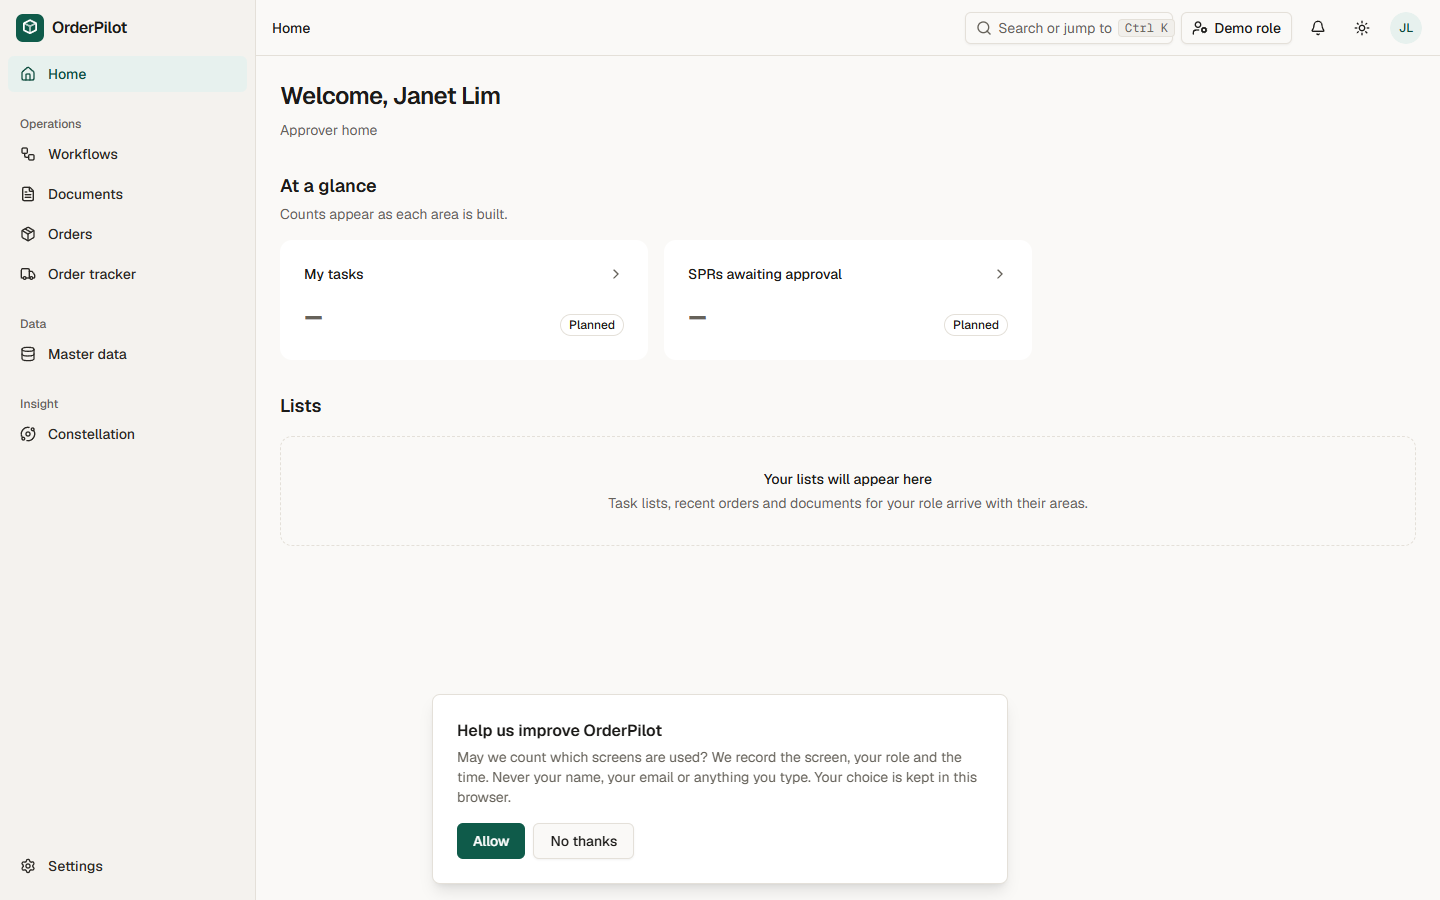 OrderPilot
Home
Operations
Workflows
Documents
Orders
Order tracker
Data
Master data
Insight
Constellation
Settings
Home
Search or jump to
Ctrl K
Demo role
JL
Welcome, Janet Lim
Approver home
At a glance
Counts appear as each area is built.
My tasks
–
Planned
SPRs awaiting approval
–
Planned
Lists
Your lists will appear here
Task lists, recent orders and documents for your role arrive with their areas.
Help us improve OrderPilot
May we count which screens are used? We record the screen, your role and the
time. Never your name, your email or anything you type. Your choice is kept in this
browser.
Allow
No thanks